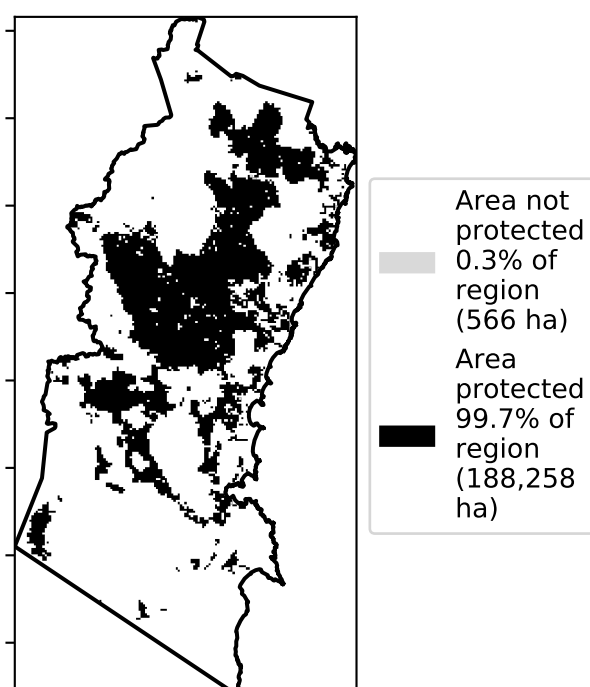 Area not
protected
0.3% of
region
(566 ha)
Area
protected
99.7% of
region
(188,258
ha)